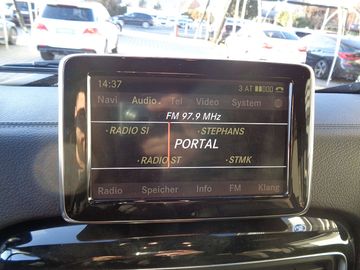 14:37 3 AT
Navi Audio Tel Video System
FM 97.9 MHz
RADIO SI STEPHANS
PORTAL
RADIO ST STMK
Radio Speicher Info FM Klang